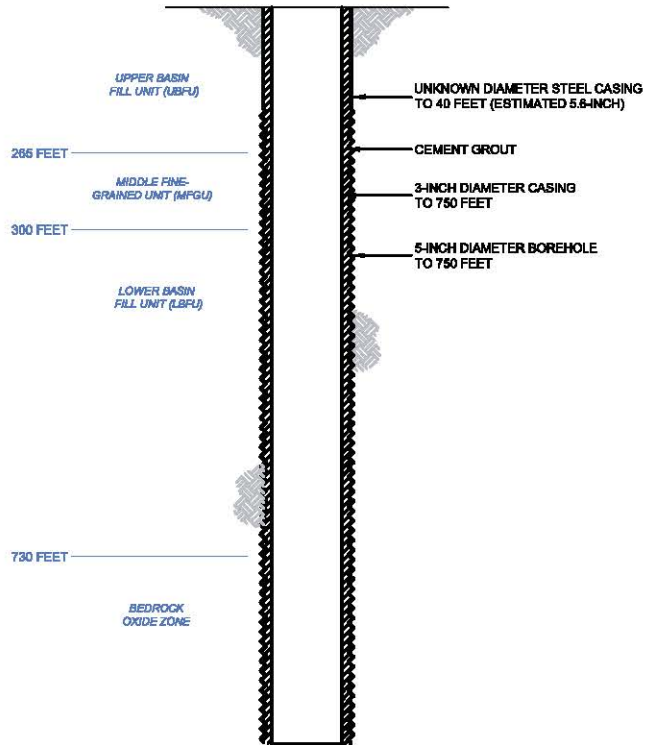 UPPER BASIN
FILL UNIT (UBFU)
UNKNOWN DIAMETER STEEL CASING
TO 40 FEET (ESTIMATED 5.6-INCH)
265 FEET
CEMENT GROUT
MIDDLE FINE-
GRAINED UNIT (MFGU)
3-INCH DIAMETER CASING
TO 750 FEET
300 FEET
5-INCH DIAMETER BOREHOLE
TO 750 FEET
LOWER BASIN
FILL UNIT (LBFU)
730 FEET
BEDROCK
OXIDE ZONE